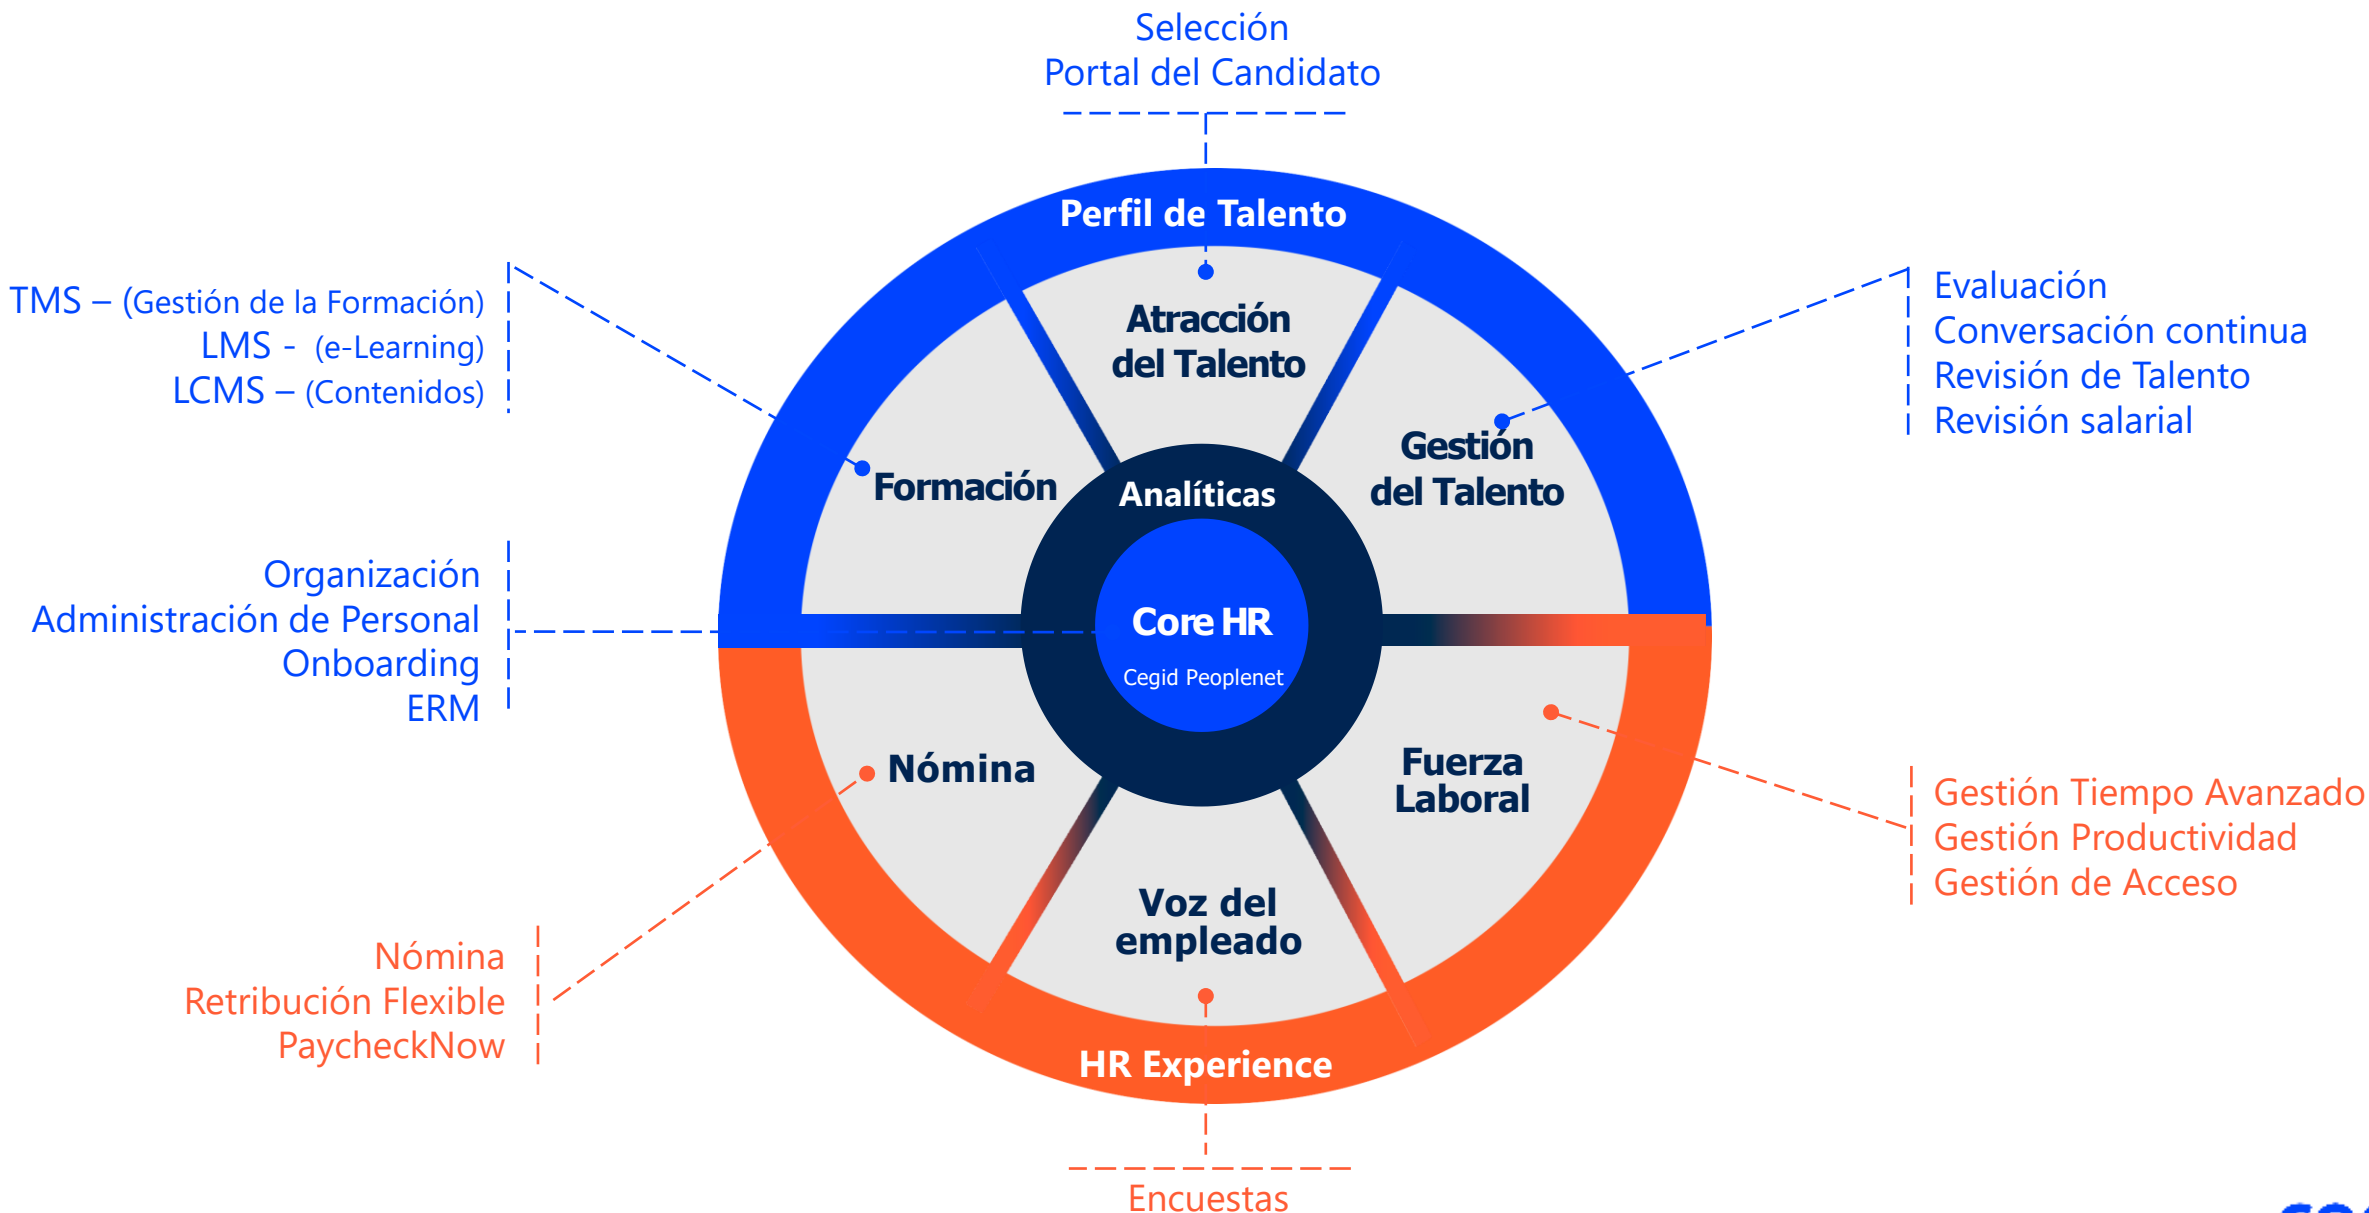 Selección
Portal del Candidato
Perfil de Talento
TMS – (Gestión de la Formación)
LMS - (e-Learning)
LCMS – (Contenidos)
Atracción
del Talento
Evaluación
Conversación continua
Revisión de Talento
Revisión salarial
Gestión
del Talento
Formación
Analíticas
Organización
Administración de Personal
Onboarding
ERM
Core HR
Cegid Peoplenet
Nómina
Fuerza
Laboral
Gestión Tiempo Avanzado
Gestión Productividad
Gestión de Acceso
Voz del
empleado
Nómina
Retribución Flexible
PaycheckNow
HR Experience
Encuestas